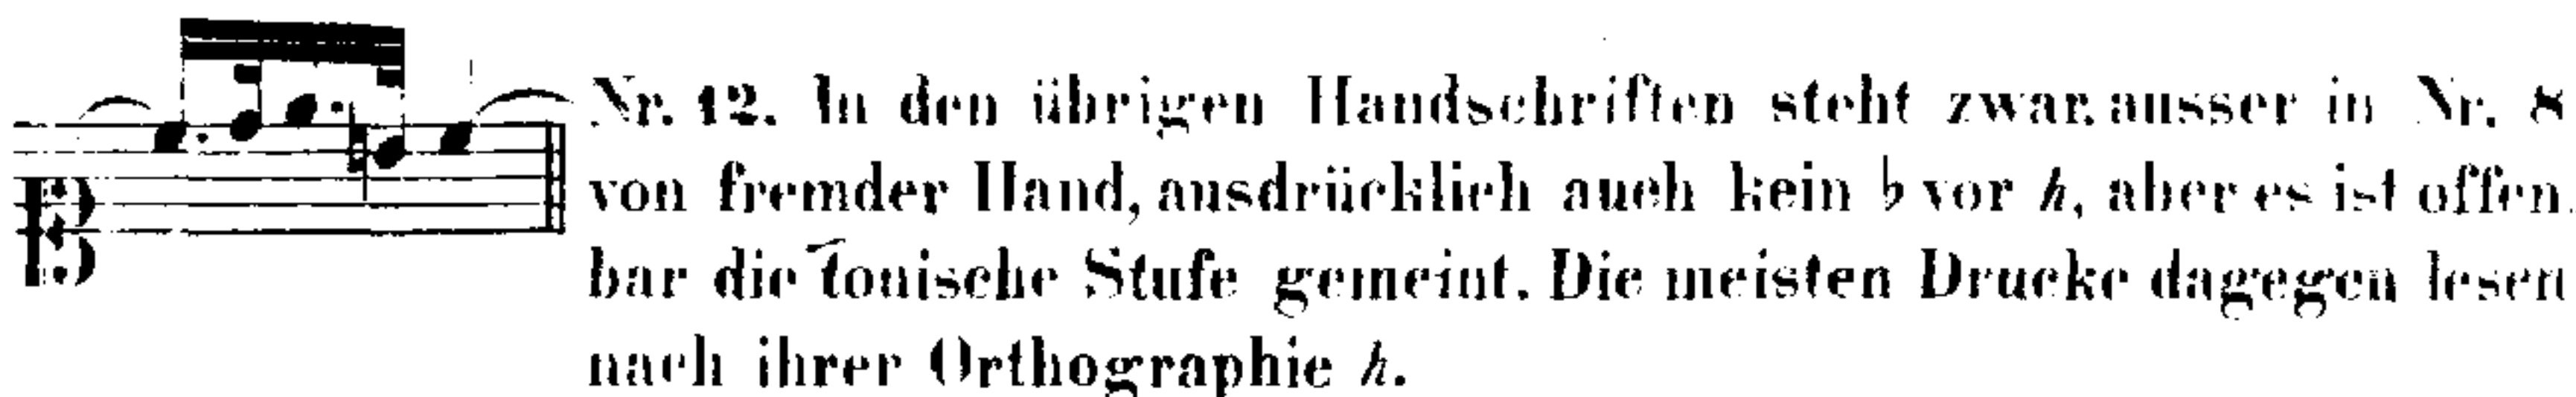 Nr. 12. In den übrigen Handschriften steht zwar, ausser in Nr. 8
von fremder Hand, ausdrücklich auch kein ♭ vor h, aber es ist offen-
bar die tonische Stufe gemeint. Die meisten Drucke dagegen lesen
nach ihrer Orthographie h.